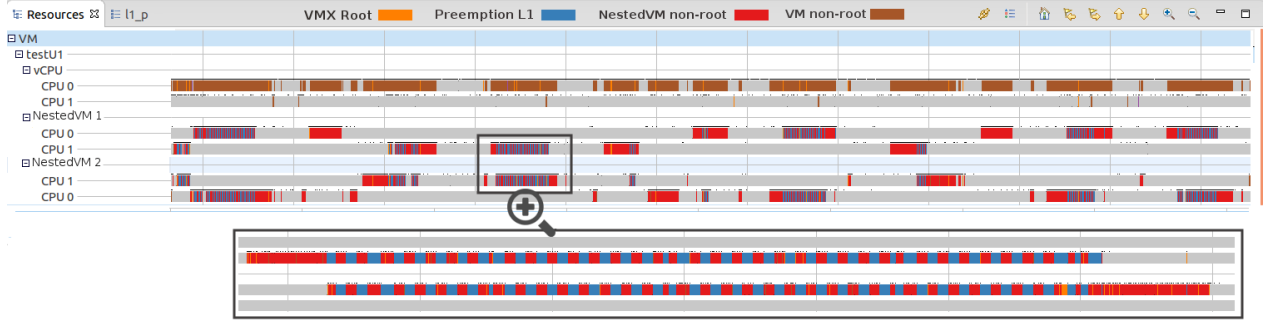 Resources l1_p VMX Root Preemption L1 NestedVM non-root VM non-root
VM
testU1
vCPU
CPU 0
CPU 1
NestedVM 1
CPU 0
CPU 1
NestedVM 2
CPU 1
CPU 0